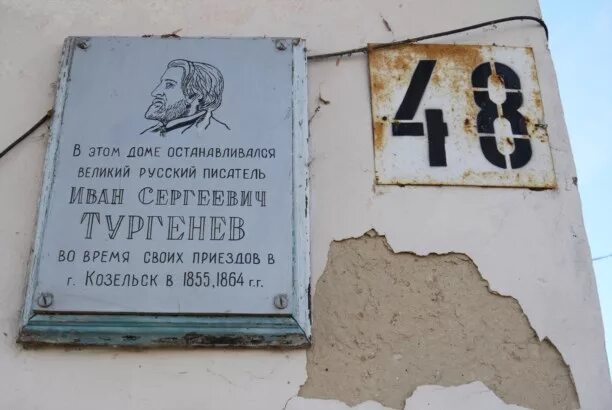 В ЭТОМ ДОМЕ ОСТАНАВЛИВАЛСЯ
ВЕЛИКИЙ РУССКИЙ ПИСАТЕЛЬ
ИВАН СЕРГЕЕВИЧ
ТУРГЕНЕВ
ВО ВРЕМЯ СВОИХ ПРИЕЗДОВ В
г. КОЗЕЛЬСК В 1855, 1864 г.г.
48